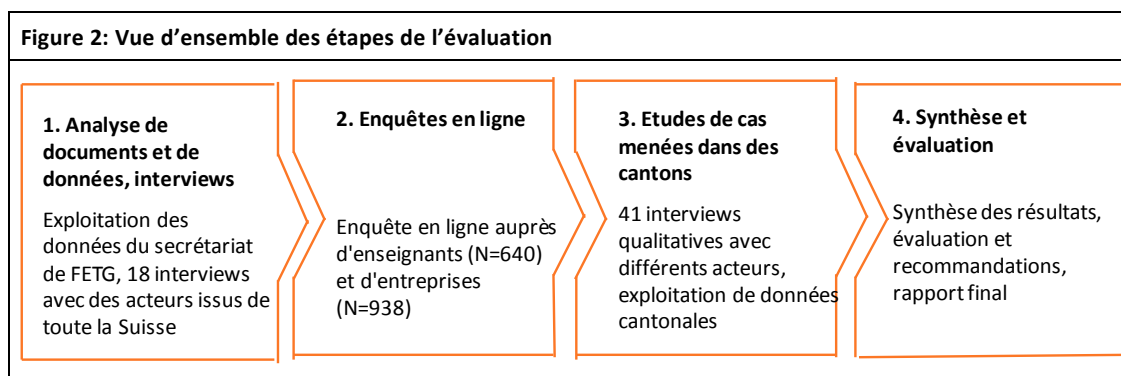 Figure 2: Vue d'ensemble des étapes de l'évaluation
1. Analyse de
documents et de
données, interviews
Exploitation des
données du secrétariat
de FETG, 18 interviews
avec des acteurs issus de
toute la Suisse
2. Enquêtes en ligne
Enquête en ligne auprès
d'enseignants (N=640)
et d'entreprises
(N=938)
3. Etudes de cas
menées dans des
cantons
41 interviews
qualitatives avec
différents acteurs,
exploitation de données
cantonales
4. Synthèse et
évaluation
Synthèse des résultats,
évaluation et
recommandations,
rapport final